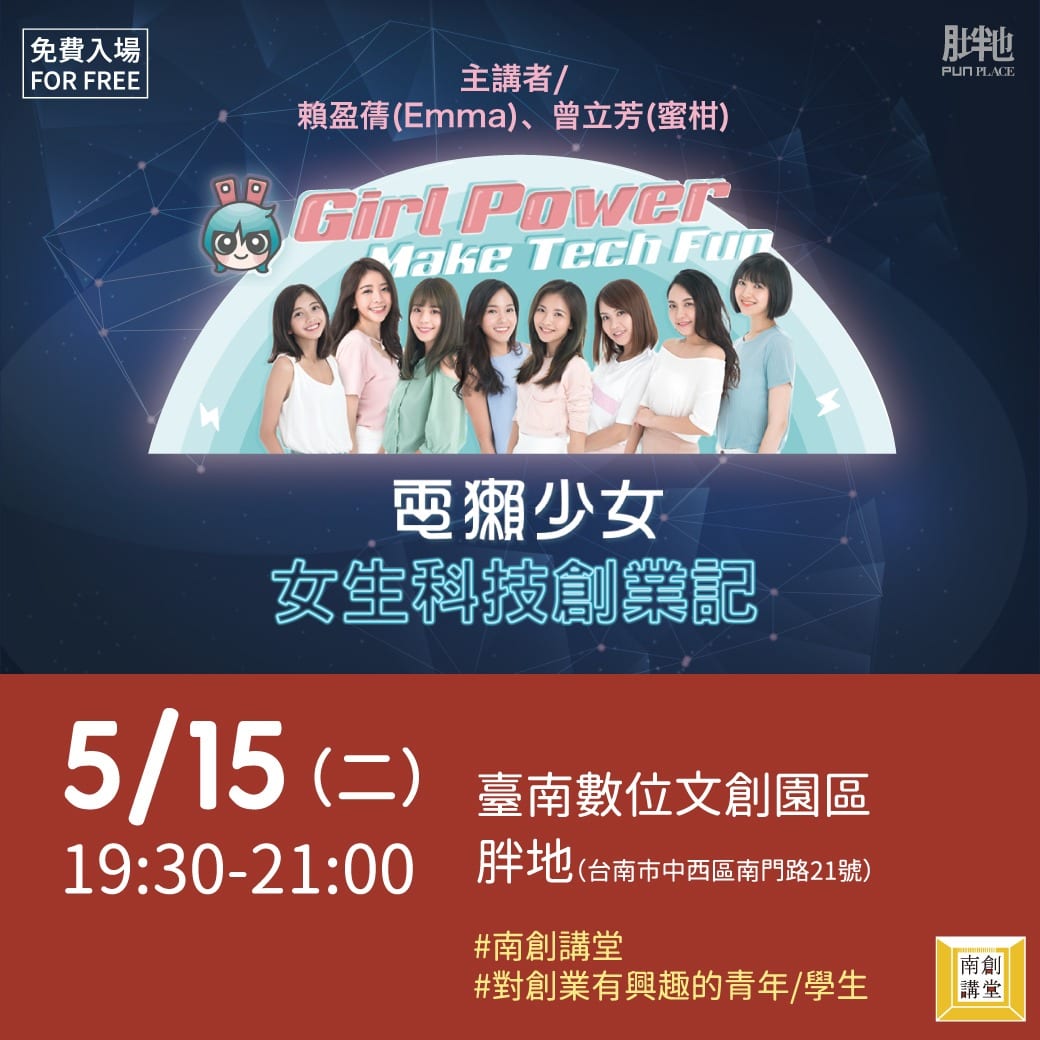 免費入場
FOR FREE
胖地
PUN PLACE
主講者/
賴盈蒨(Emma)、曾立芳(蜜柑)
Girl Power
Make Tech Fun
電獺少女
女生科技創業記
5/15(二)
19:30-21:00
臺南數位文創園區
胖地(台南市中西區南門路21號)
#南創講堂
#對創業有興趣的青年/學生
南創
講堂